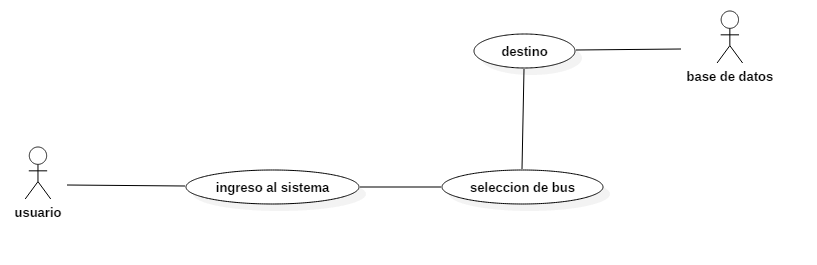 destino
base de datos
usuario
ingreso al sistema
seleccion de bus